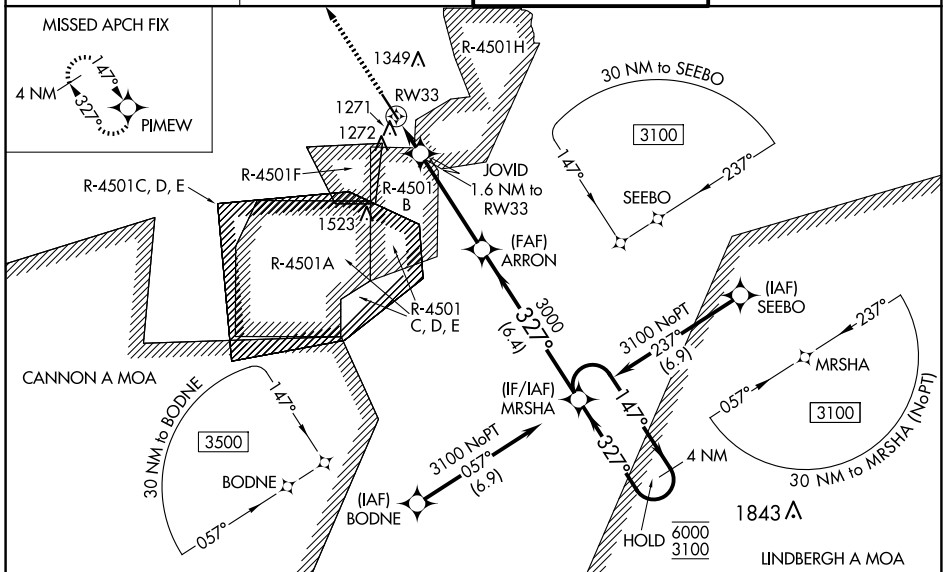 MISSED APCH FIX
4 NM
147°
327°
PIMEW
1349
R-4501H
RW33
1271
1272
R-4501F
R-4501
B
JOVID
1.6 NM to
RW33
R-4501C, D, E
1523
R-4501A
R-4501
C, D, E
(FAF)
ARRON
30 NM to SEEBO
3100
147°
237°
SEEBO
(IAF)
SEEBO
3000
327°
(6.4)
3100 NoPT
237°
(6.9)
CANNON A MOA
(IF/IAF)
MRSHA
147°
327°
4 NM
237°
MRSHA
057°
3100
30 NM to MRSHA (NoPT)
30 NM to BODNE
3500
147°
BODNE
057°
3100 NoPT
057°
(6.9)
(IAF)
BODNE
HOLD
6000
3100
1843
LINDBERGH A MOA